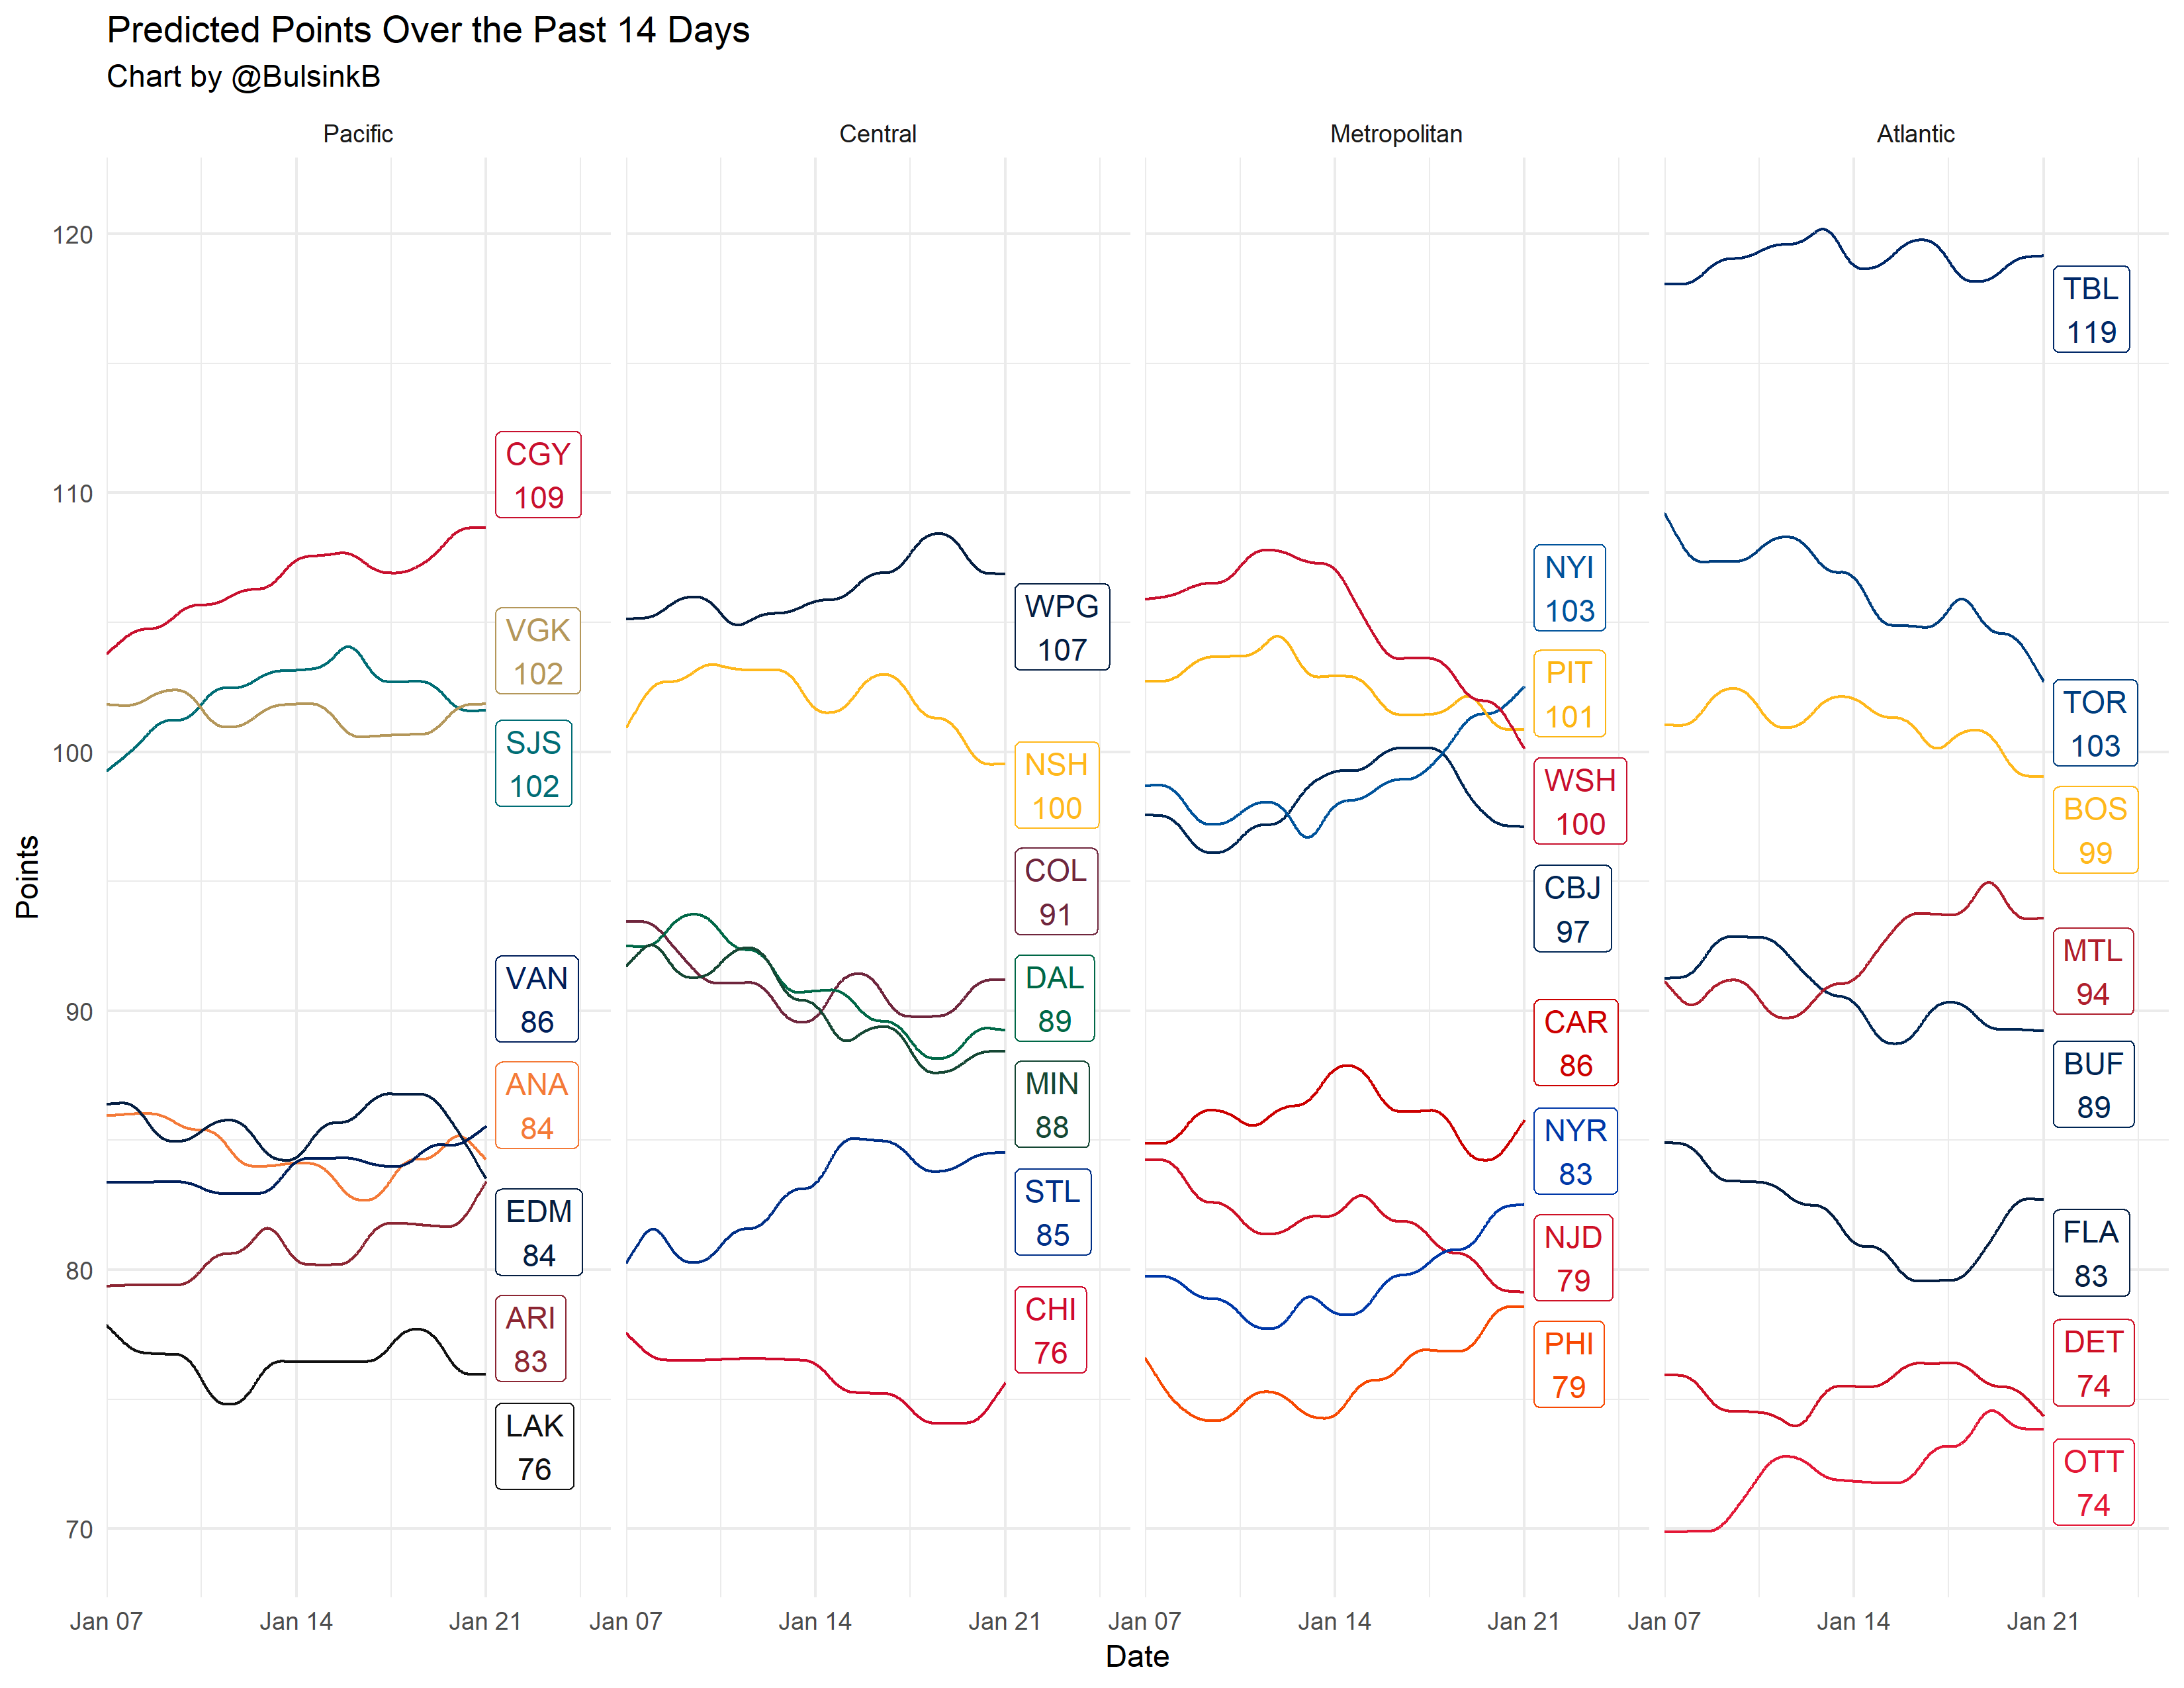 Predicted Points Over the Past 14 Days
Chart by @BulsinkB
Pacific
Central
Metropolitan
Atlantic
Points
120
110
100
90
80
70
CGY
109
VGK
102
SJS
102
VAN
86
ANA
84
EDM
84
ARI
83
LAK
76
WPG
107
NSH
100
COL
91
DAL
89
MIN
88
STL
85
CHI
76
NYI
103
PIT
101
WSH
100
CBJ
97
CAR
86
NYR
83
NJD
79
PHI
79
TBL
119
TOR
103
BOS
99
MTL
94
BUF
89
FLA
83
DET
74
OTT
74
Jan 07 Jan 14 Jan 21 Jan 07 Jan 14 Jan 21 Jan 07 Jan 14 Jan 21 Jan 07 Jan 14 Jan 21
Date